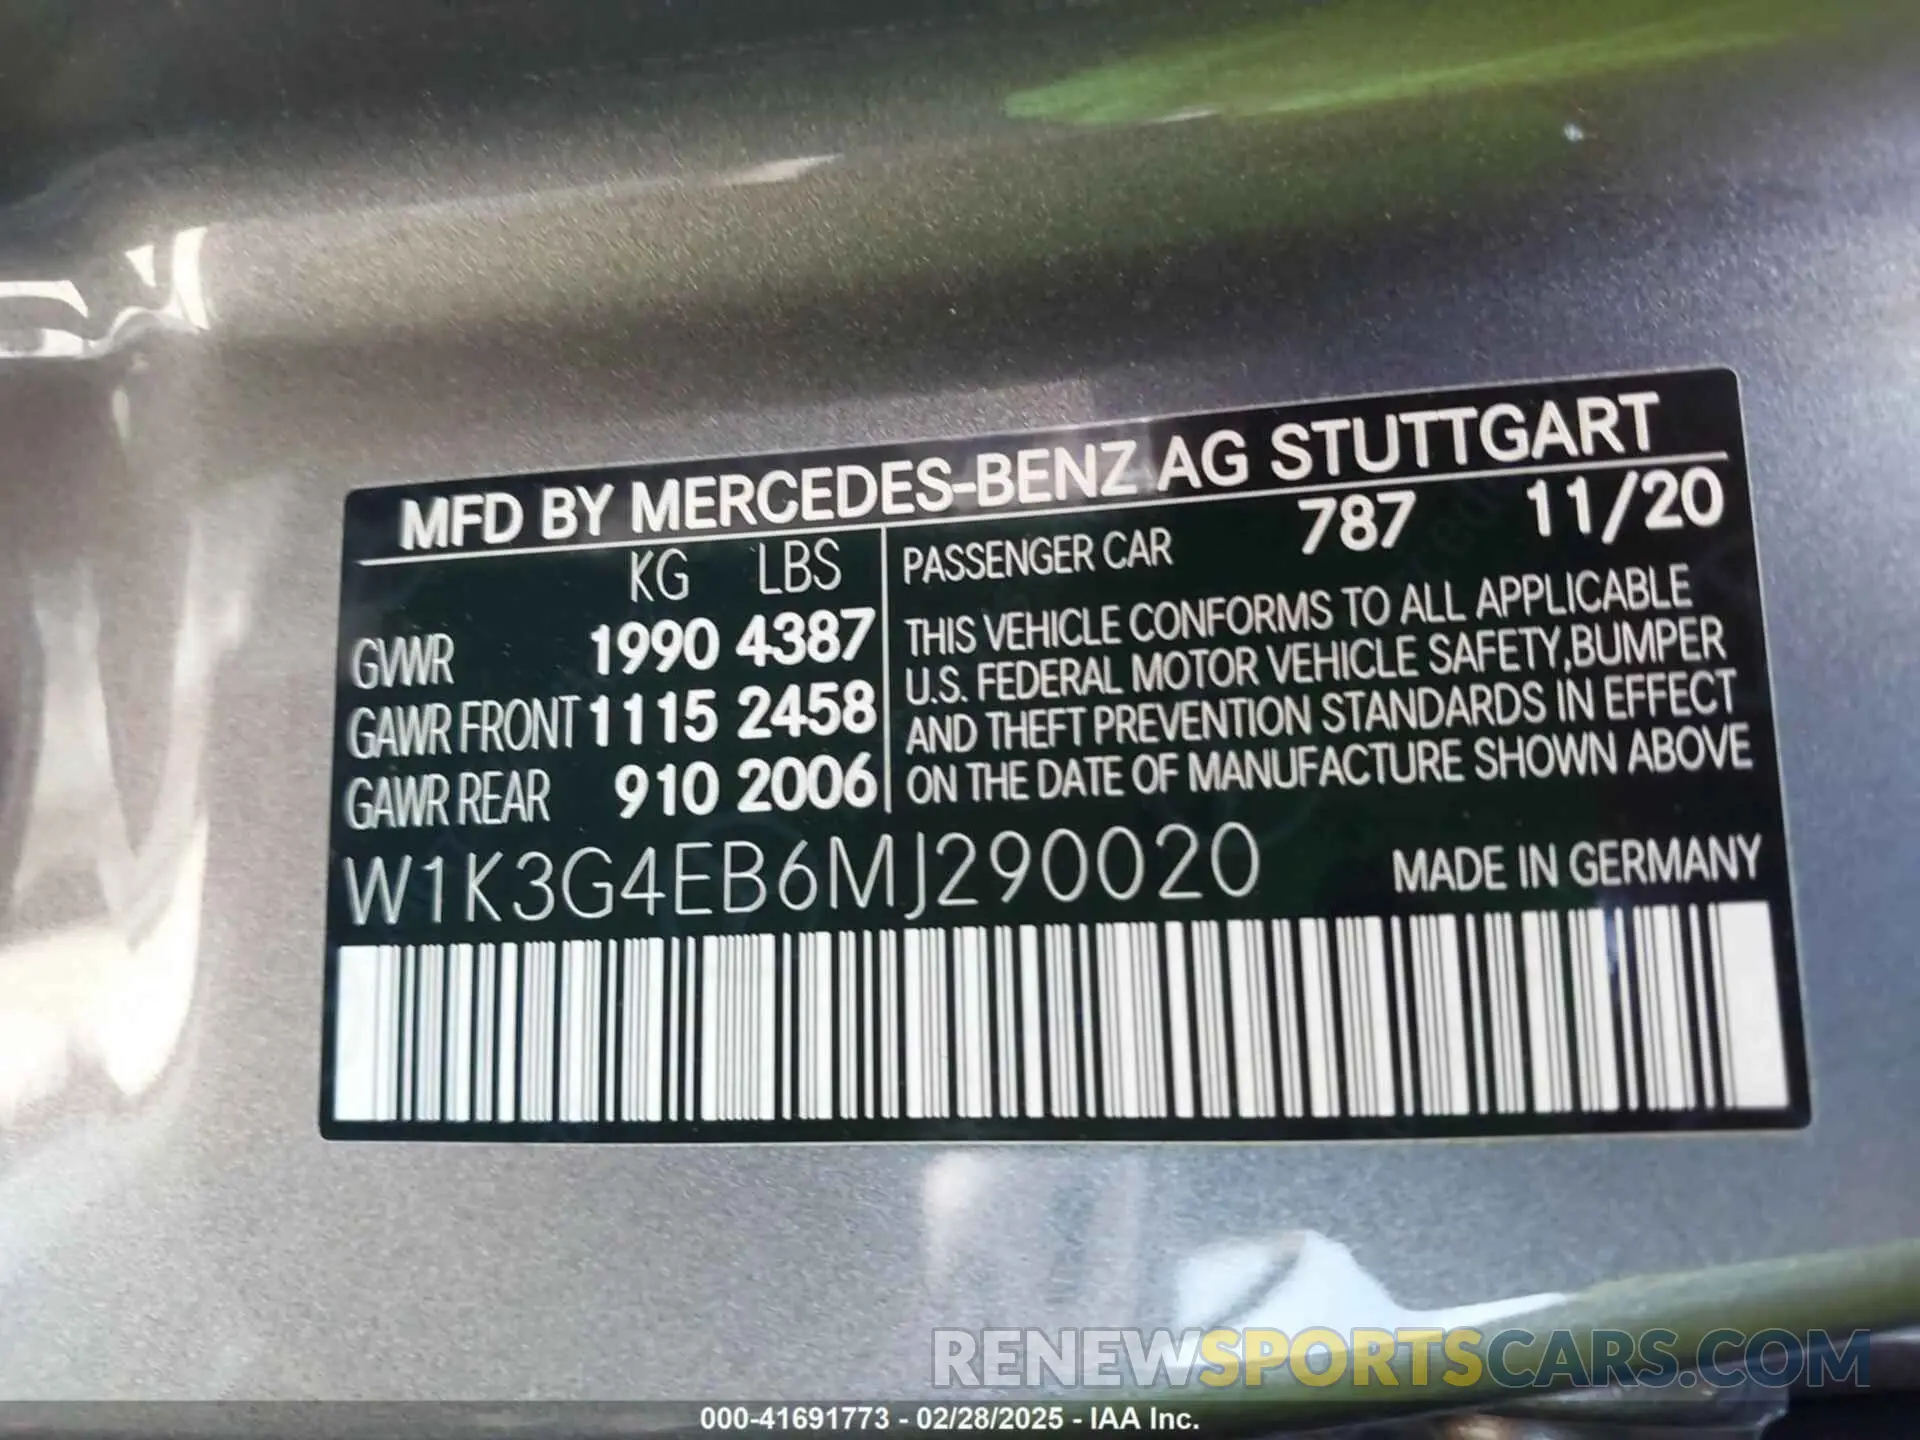 MFD BY MERCEDES-BENZ AG STUTTGART
KG LBS
GVWR 1990 4387
GAWR FRONT 1115 2458
GAWR REAR 910 2006
PASSENGER CAR 787 11/20
THIS VEHICLE CONFORMS TO ALL APPLICABLE
U.S. FEDERAL MOTOR VEHICLE SAFETY,BUMPER
AND THEFT PREVENTION STANDARDS IN EFFECT
ON THE DATE OF MANUFACTURE SHOWN ABOVE
W1K3G4EB6MJ290020 MADE IN GERMANY
RENEWSPORTSCARS.COM
000-41691773 - 02/28/2025 - IAA Inc.